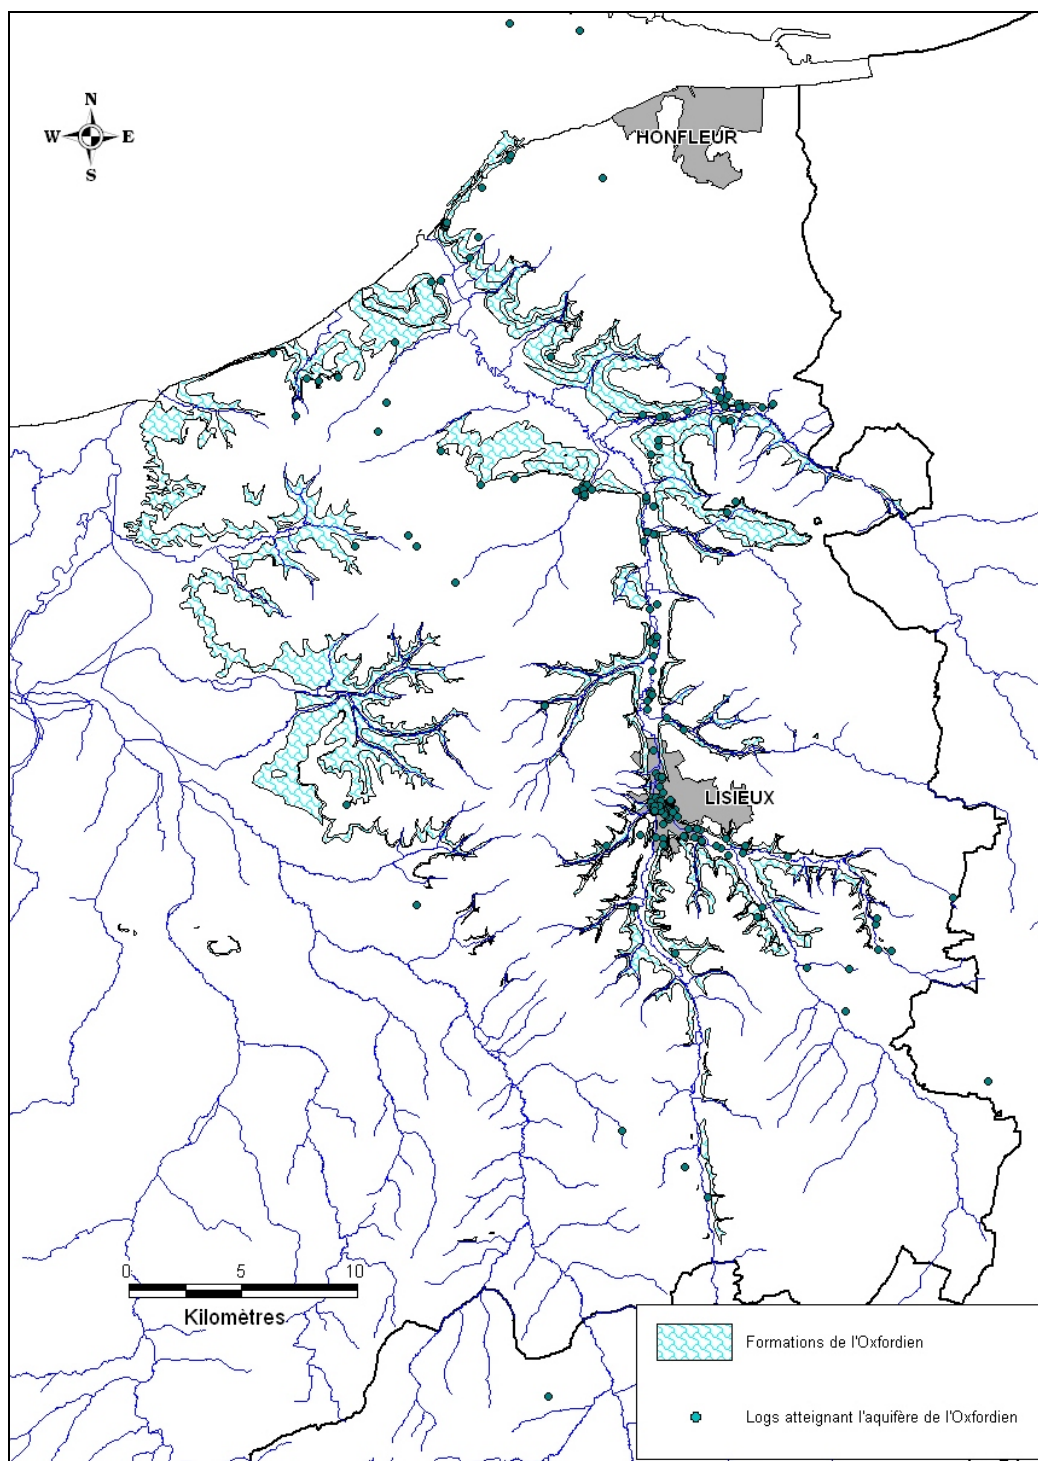 N
W E
S
HONFLEUR
LISIEUX
0 5 10
Kilomètres
Formations de l'Oxfordien
Logs atteignant l'aquifère de l'Oxfordien